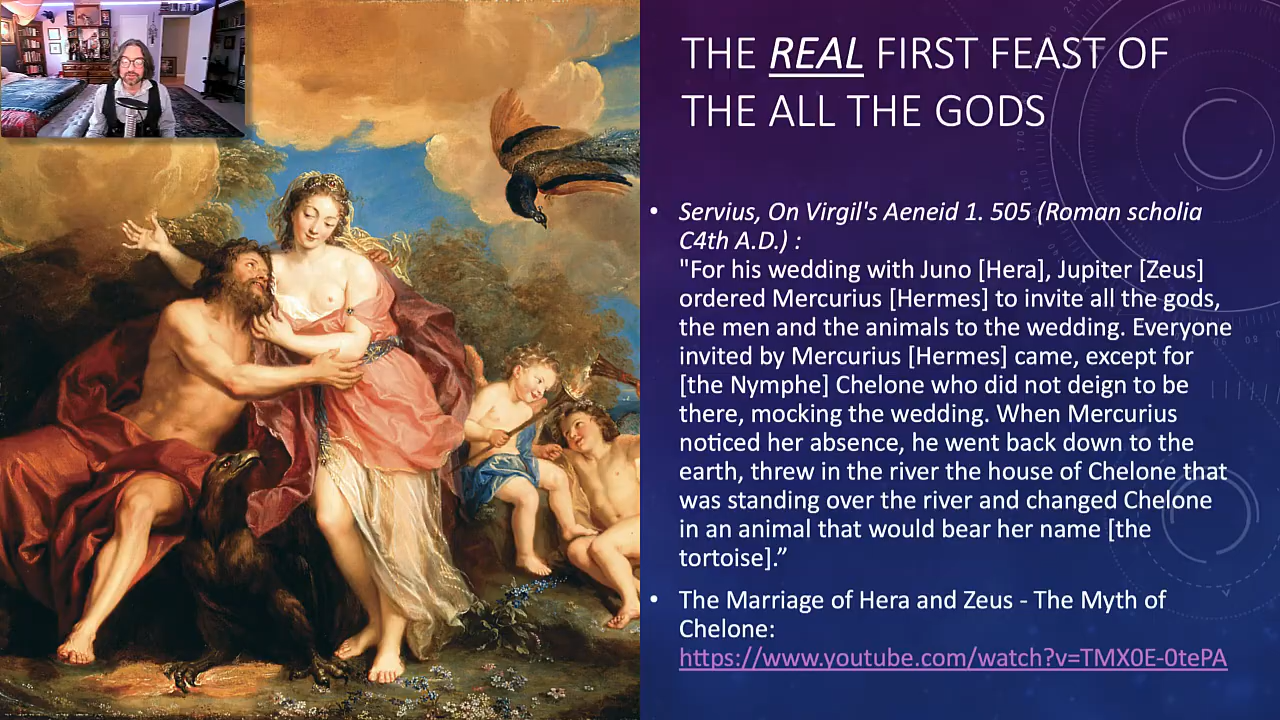 THE REAL FIRST FEAST OF
THE ALL THE GODS
• Servius, On Virgil's Aeneid 1. 505 (Roman scholia
C4th A.D.) :
"For his wedding with Juno [Hera], Jupiter [Zeus]
ordered Mercurius [Hermes] to invite all the gods,
the men and the animals to the wedding. Everyone
invited by Mercurius [Hermes] came, except for
[the Nymphe] Chelone who did not deign to be
there, mocking the wedding. When Mercurius
noticed her absence, he went back down to the
earth, threw in the river the house of Chelone that
was standing over the river and changed Chelone
in an animal that would bear her name [the
tortoise].”
• The Marriage of Hera and Zeus - The Myth of
Chelone:
https://www.youtube.com/watch?v=TMX0E-0tePA